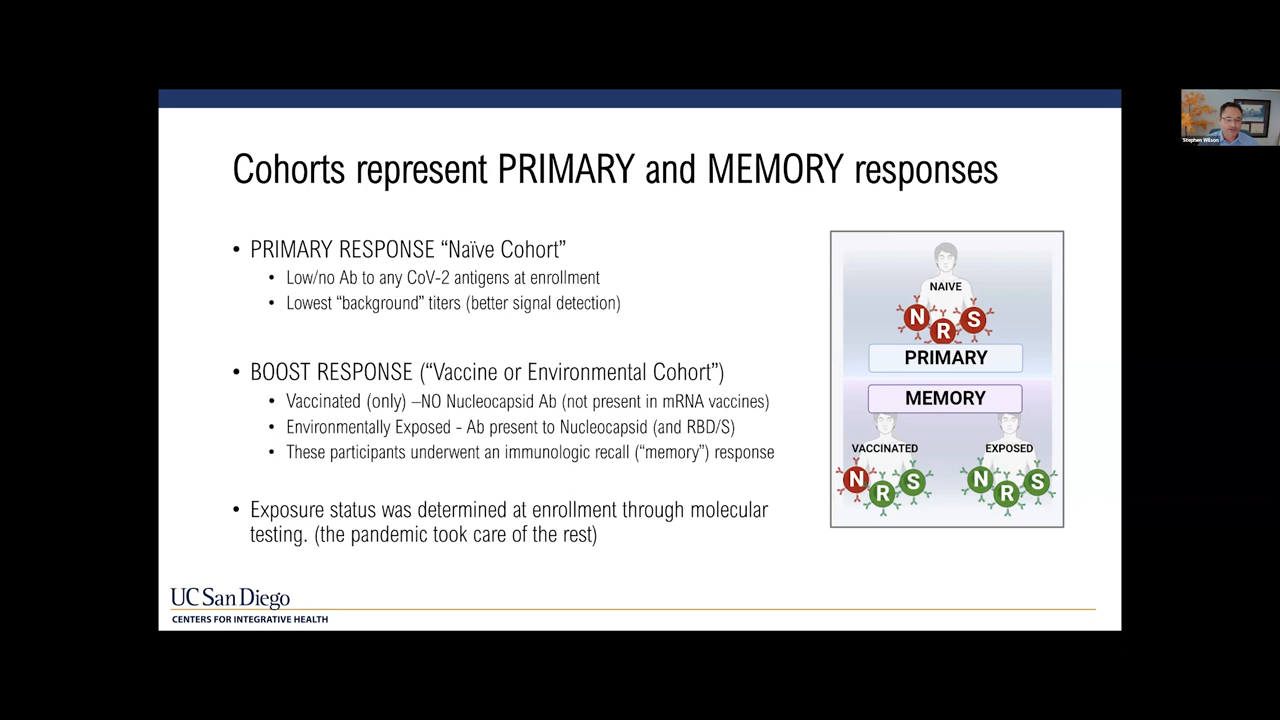 Cohorts represent PRIMARY and MEMORY responses
• PRIMARY RESPONSE “Naïve Cohort”
• Low/no Ab to any CoV-2 antigens at enrollment
• Lowest “background” titers (better signal detection)
• BOOST RESPONSE (“Vaccine or Environmental Cohort”)
• Vaccinated (only) –NO Nucleocapsid Ab (not present in mRNA vaccines)
• Environmentally Exposed - Ab present to Nucleocapsid (and RBD/S)
• These participants underwent an immunologic recall (“memory”) response
• Exposure status was determined at enrollment through molecular
testing. (the pandemic took care of the rest)
NAIVE
N R S
PRIMARY
MEMORY
VACCINATED
EXPOSED
N R S
N R S
UC San Diego
CENTERS FOR INTEGRATIVE HEALTH
Stephen Wilson